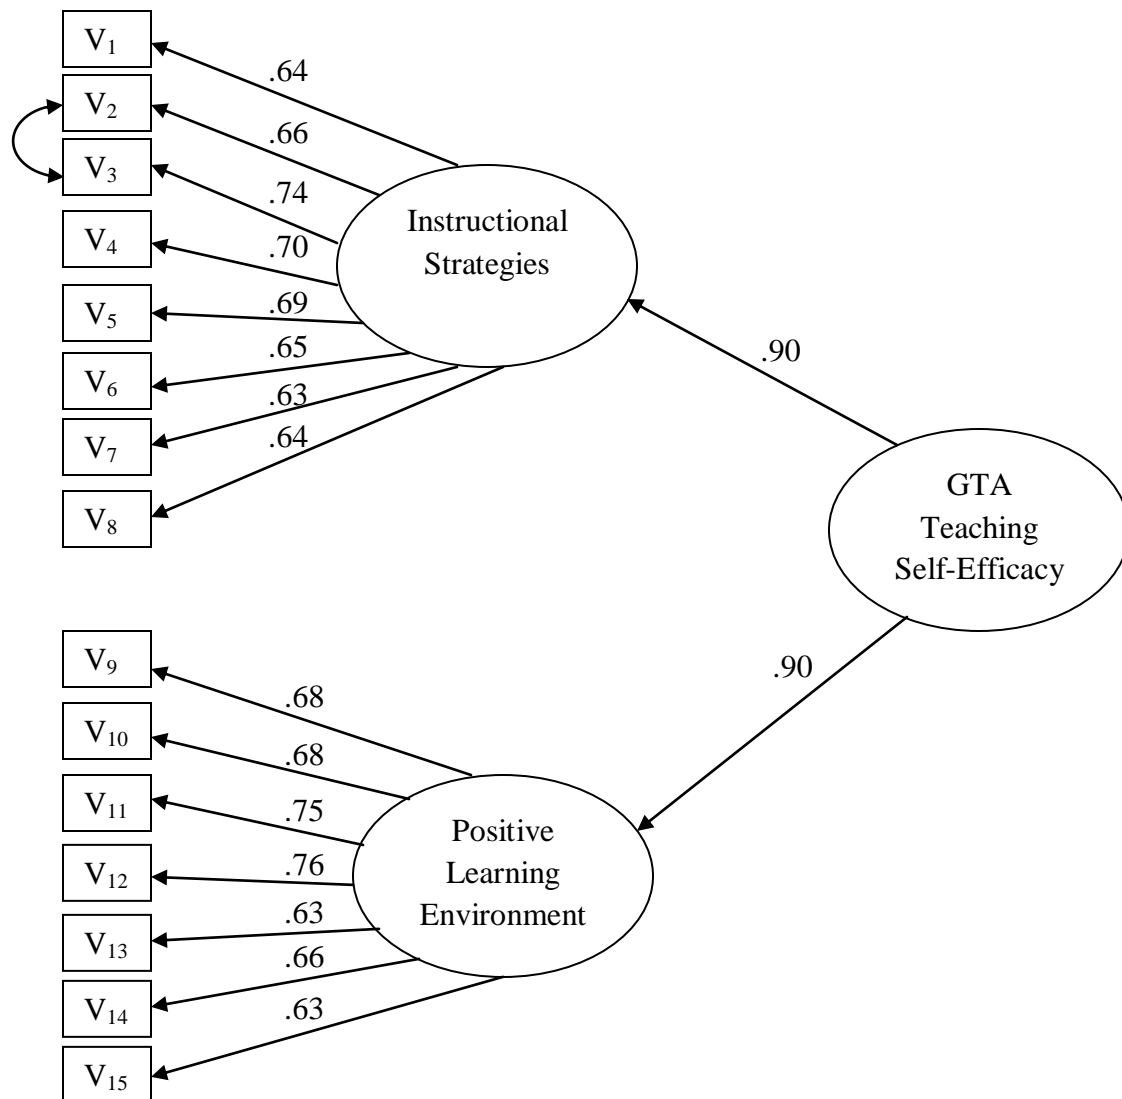 V₁
.64
V₂
.66
V₃
.74
V₄
.70
V₅
.69
V₆
.65
V₇
.63
V₈
.64
Instructional
Strategies
.90
GTA
Teaching
Self-Efficacy
.90
V₉
.68
V₁₀
.68
V₁₁
.75
V₁₂
.76
V₁₃
.63
V₁₄
.66
V₁₅
.63
Positive
Learning
Environment